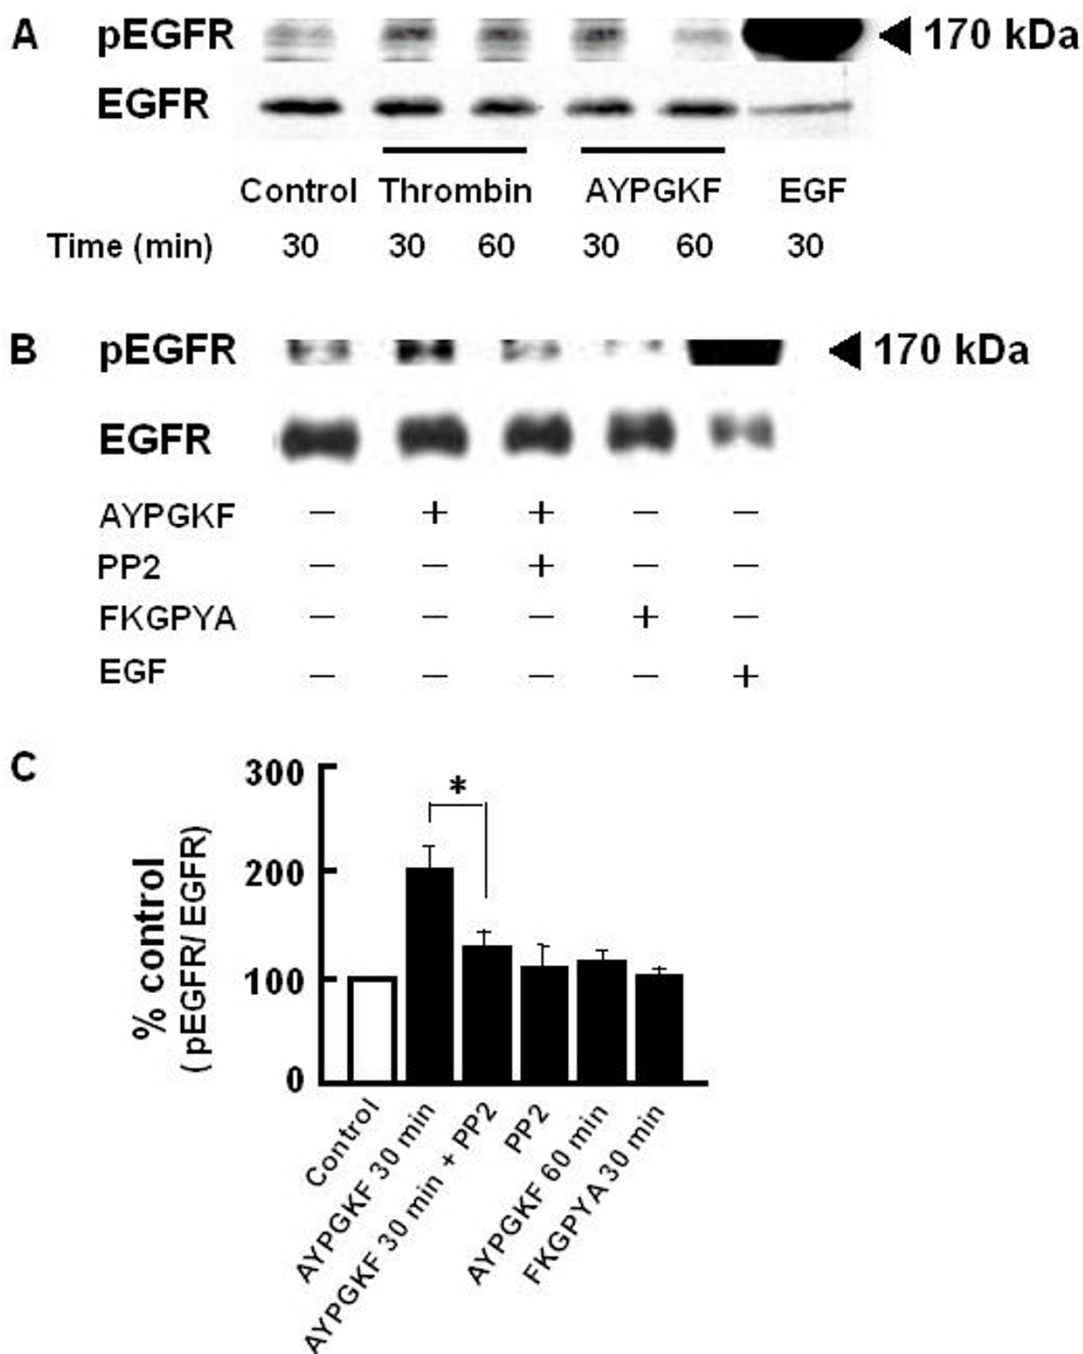 A pEGFR ◀ 170 kDa
EGFR
Control Thrombin AYPGKF EGF
Time (min) 30 30 60 30 60 30
B pEGFR ◀ 170 kDa
EGFR
AYPGKF – + + – –
PP2 – – + – –
FKGPYA – – – + –
EGF – – – – +
C
300
200
100
0
% control
( pEGFR/ EGFR)
*
Control
AYPGKF 30 min
AYPGKF 30 min + PP2
PP2
AYPGKF 60 min
FKGPYA 30 min